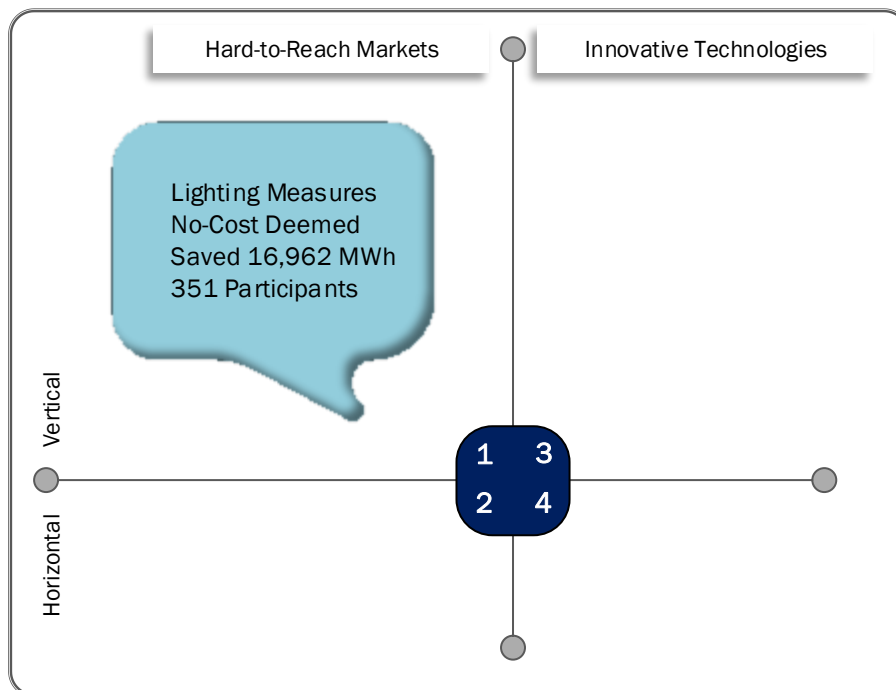 Hard-to-Reach Markets
Innovative Technologies
Lighting Measures
No-Cost Deemed
Saved 16,962 MWh
351 Participants
Vertical
1 3
2 4
Horizontal